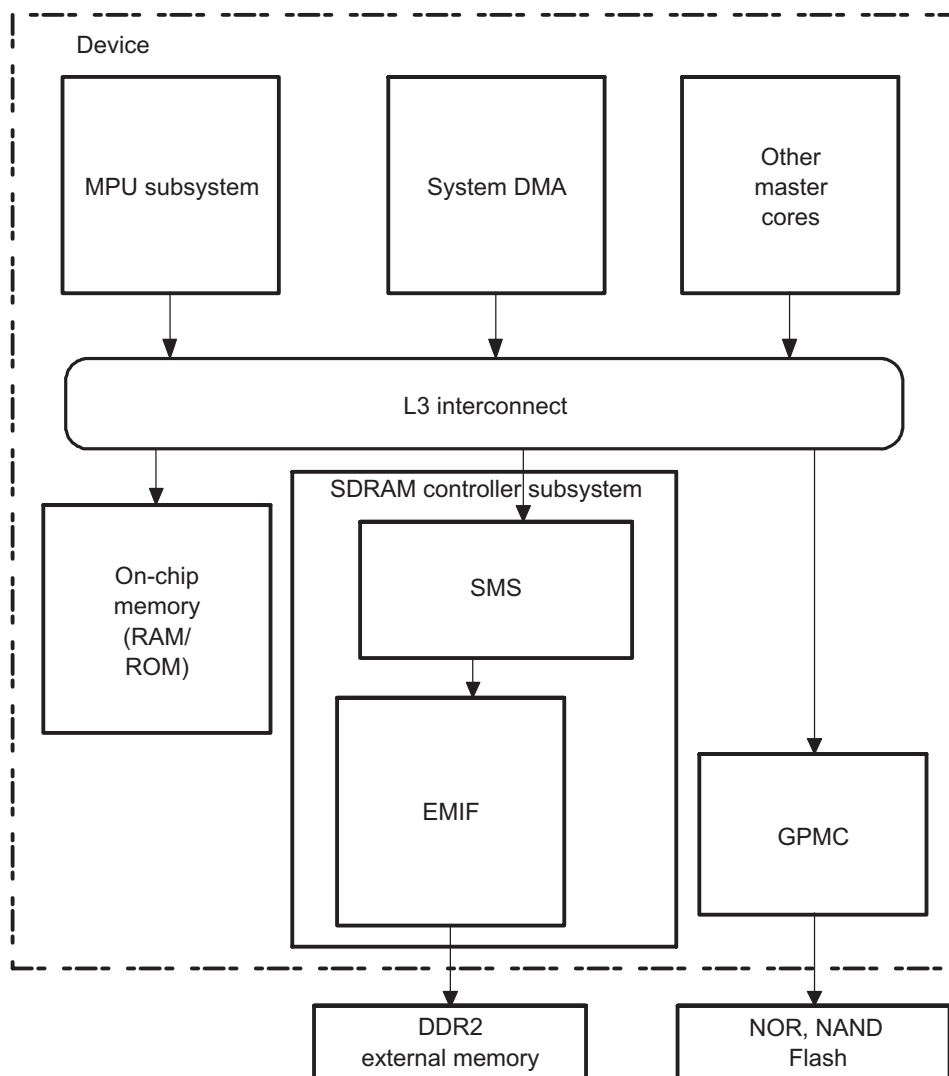 Device
MPU subsystem
System DMA
Other
master
cores
L3 interconnect
SDRAM controller subsystem
On-chip
memory
(RAM/
ROM)
SMS
EMIF
GPMC
DDR2
external memory
NOR, NAND
Flash